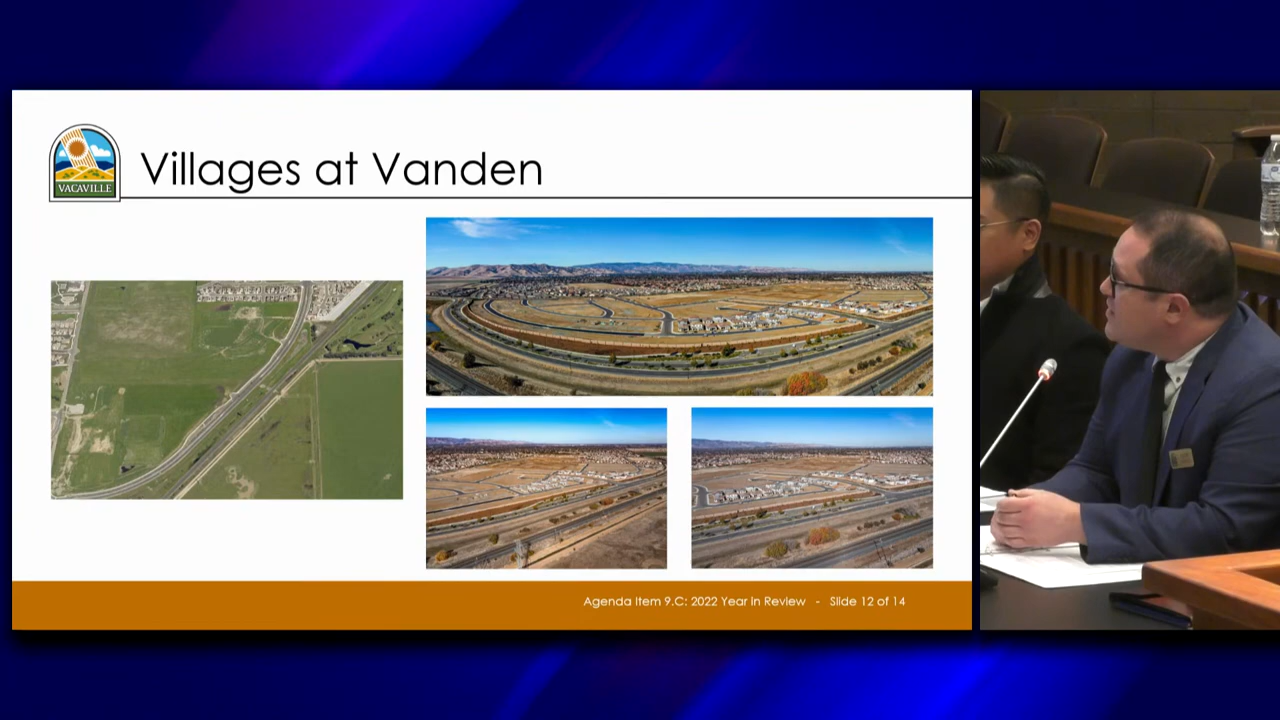 VACAVILLE
Villages at Vanden
Agenda Item 9.C: 2022 Year in Review - Slide 12 of 14